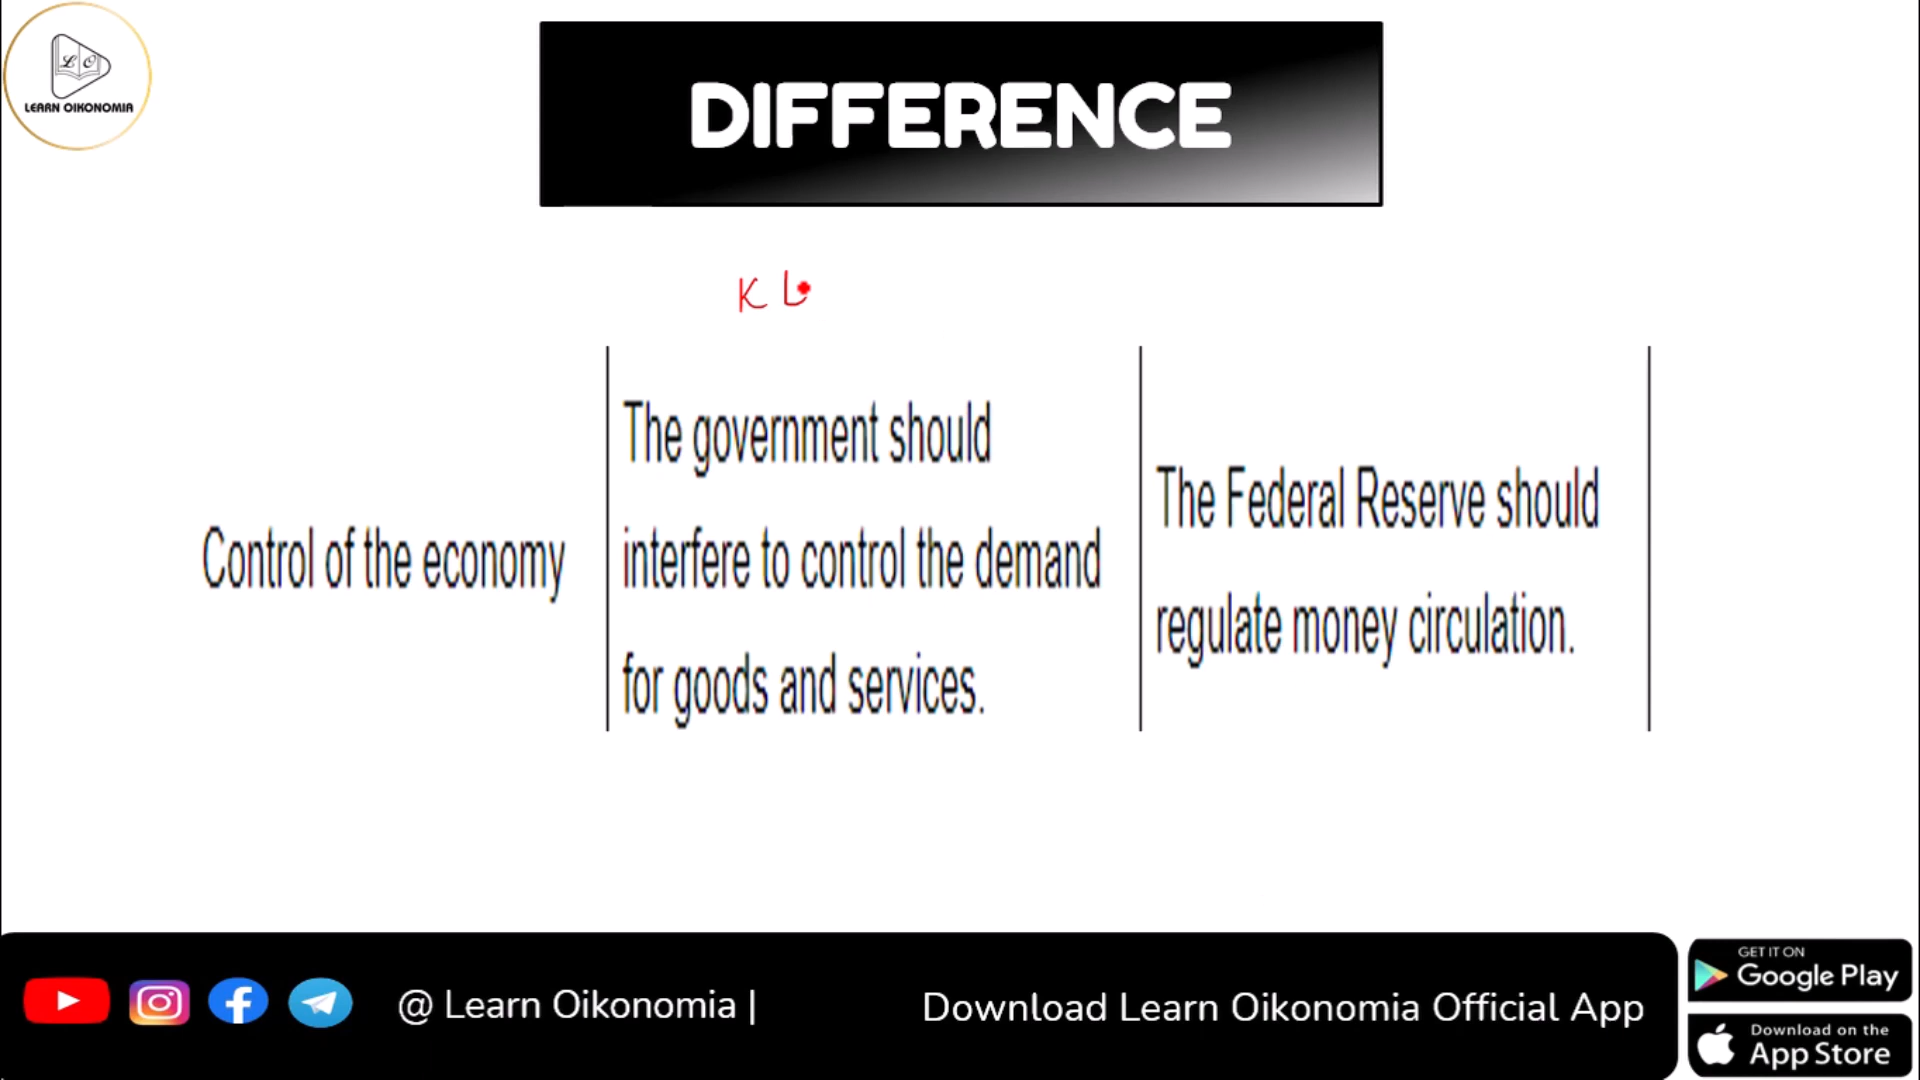 L O
LEARN OIKONOMIA
DIFFERENCE
K L
Control of the economy
The government should
interfere to control the demand
for goods and services.
The Federal Reserve should
regulate money circulation.
@ Learn Oikonomia |
Download Learn Oikonomia Official App
GET IT ON
Google Play
Download on the
App Store